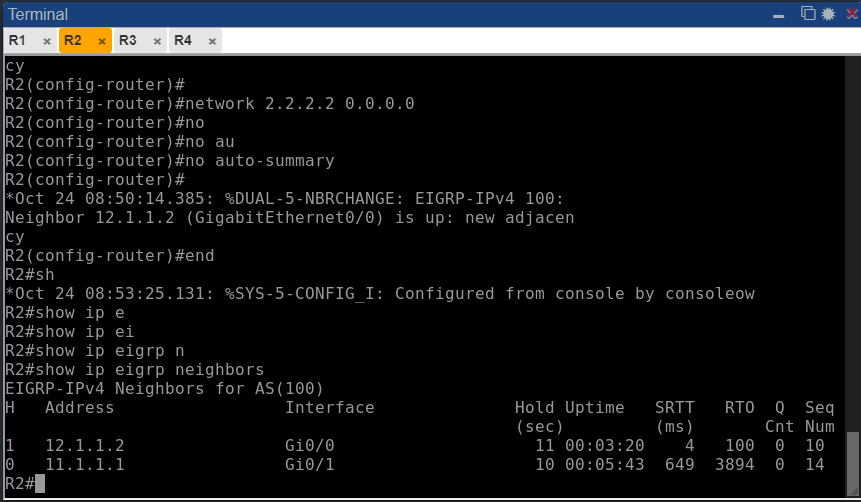 Terminal
R1 × R2 × R3 × R4 ×
cy
R2(config-router)#
R2(config-router)#network 2.2.2.2 0.0.0.0
R2(config-router)#no
R2(config-router)#no au
R2(config-router)#no auto-summary
R2(config-router)#
*Oct 24 08:50:14.385: %DUAL-5-NBRCHANGE: EIGRP-IPv4 100:
Neighbor 12.1.1.2 (GigabitEthernet0/0) is up: new adjacen
cy
R2(config-router)#end
R2#sh
*Oct 24 08:53:25.131: %SYS-5-CONFIG_I: Configured from console by consoleow
R2#show ip e
R2#show ip ei
R2#show ip eigrp n
R2#show ip eigrp neighbors
EIGRP-IPv4 Neighbors for AS(100)
H   Address                 Interface              Hold Uptime   SRTT   RTO  Q  Seq
                                                   (sec)         (ms)       Cnt Num
1   12.1.1.2                Gi0/0                    11 00:03:20    4   100  0  10
0   11.1.1.1                Gi0/1                    10 00:05:43  649  3894  0  14
R2#